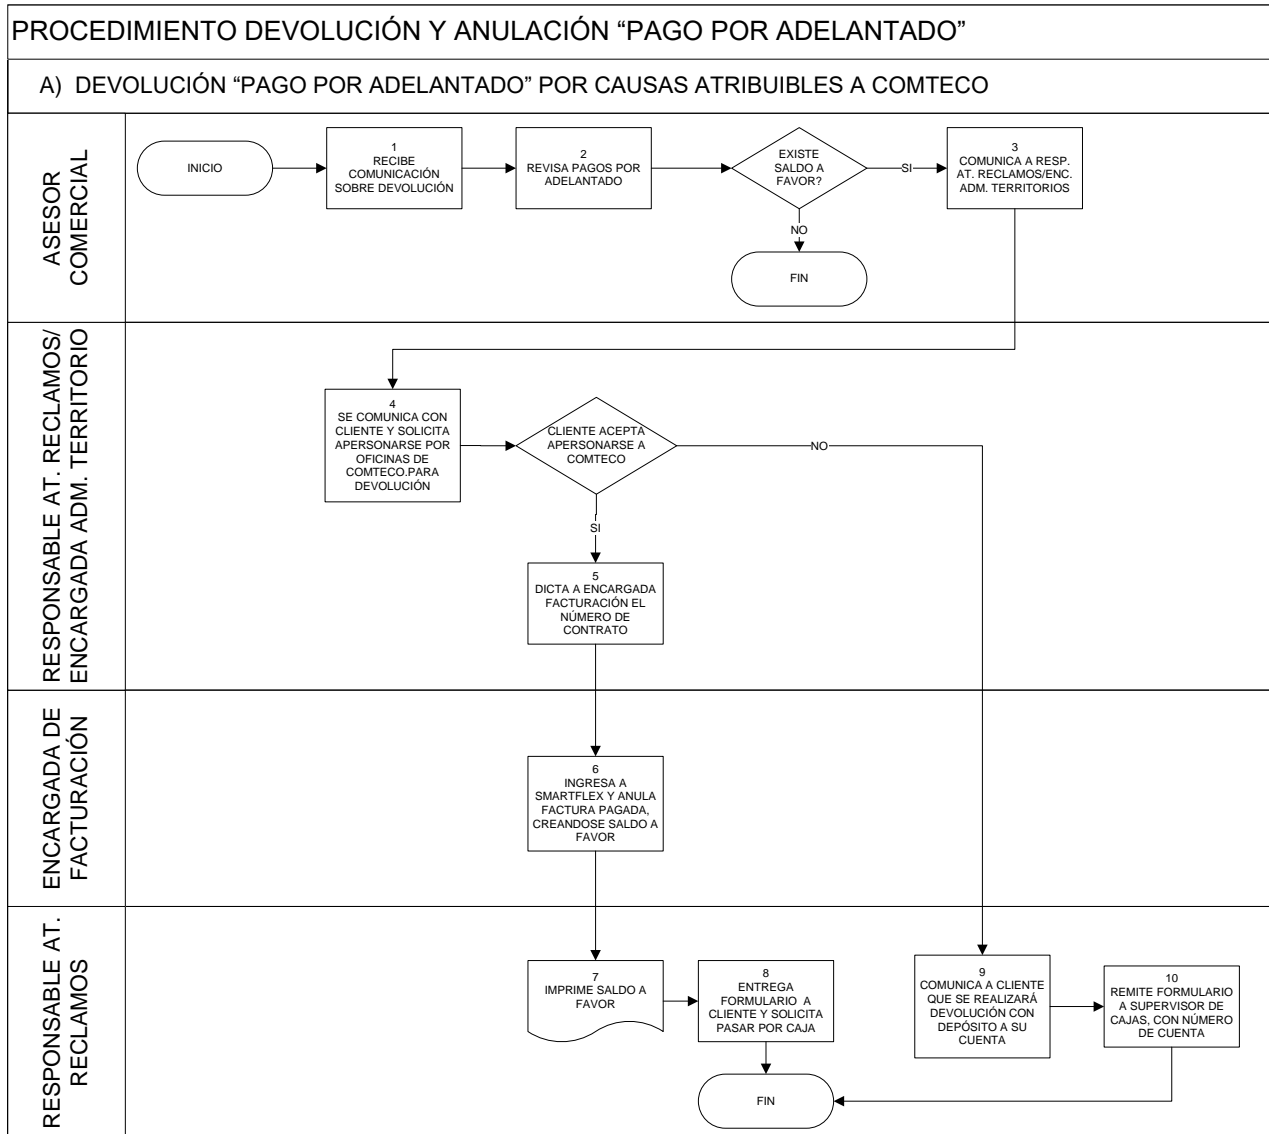 PROCEDIMIENTO DEVOLUCIÓN Y ANULACIÓN “PAGO POR ADELANTADO”
A) DEVOLUCIÓN “PAGO POR ADELANTADO” POR CAUSAS ATRIBUIBLES A COMTECO
ASESOR
COMERCIAL
INICIO
1
RECIBE
COMUNICACIÓN
SOBRE DEVOLUCIÓN
2
REVISA PAGOS POR
ADELANTADO
EXISTE
SALDO A
FAVOR?
SI
3
COMUNICA A RESP.
AT. RECLAMOS/ENC.
ADM. TERRITORIOS
NO
FIN
RESPONSABLE AT. RECLAMOS/
ENCARGADA ADM. TERRITORIO
4
SE COMUNICA CON
CLIENTE Y SOLICITA
APERSONARSE POR
OFICINAS DE
COMTECO.PARA
DEVOLUCIÓN
CLIENTE ACEPTA
APERSONARSE A
COMTECO
NO
SI
5
DICTA A ENCARGADA
FACTURACIÓN EL
NÚMERO DE
CONTRATO
ENCARGADA DE
FACTURACIÓN
6
INGRESA A
SMARTFLEX Y ANULA
FACTURA PAGADA,
CREANDOSE SALDO A
FAVOR
RESPONSABLE AT.
RECLAMOS
7
IMPRIME SALDO A
FAVOR
8
ENTREGA
FORMULARIO A
CLIENTE Y SOLICITA
PASAR POR CAJA
9
COMUNICA A CLIENTE
QUE SE REALIZARÁ
DEVOLUCIÓN CON
DEPÓSITO A SU
CUENTA
10
REMITE FORMULARIO
A SUPERVISOR DE
CAJAS, CON NÚMERO
DE CUENTA
FIN